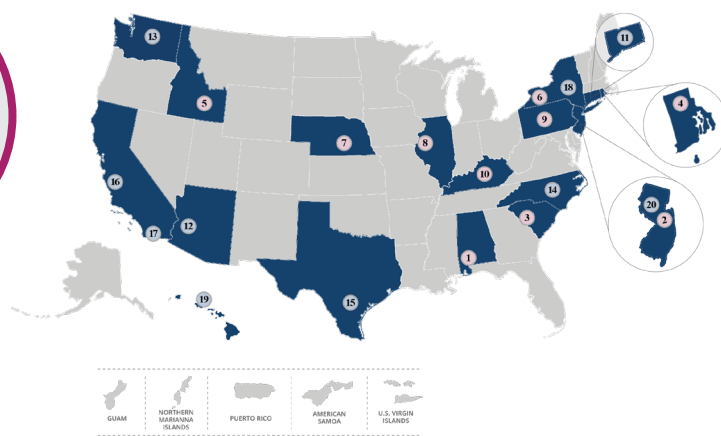 13
11
18
6
5
4
9
7
8
10
16
14
20
2
3
12
17
1
19
15
GUAM
NORTHERN
MARIANNA
ISLANDS
PUERTO RICO
AMERICAN
SAMOA
U.S. VIRGIN
ISLANDS